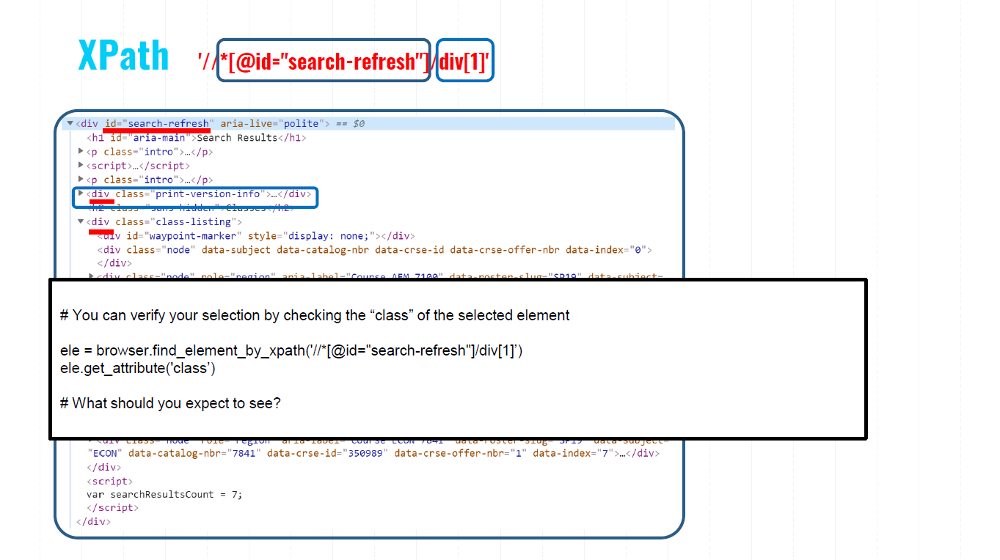 XPath '//*[@id="search-refresh"]/div[1]'
▼<div id="search-refresh" aria-live="polite"> == $0
<h1 id="aria-main">Search Results</h1>
▶<p class="intro">…</p>
▶<script>…</script>
▶<p class="intro">…</p>
▶<div class="print-version-info">…</div>
<h2 class="sans-hidden">Classes</h2>
▼<div class="class-listing">
<div id="waypoint-marker" style="display: none;"></div>
<div class="node" data-subject data-catalog-nbr data-crse-id data-crse-offer-nbr data-index="0">
</div>
▶<div class="node" role="region" aria-label="Course AEM 7100" data-roster-slug="SP19" data-subject=
# You can verify your selection by checking the “class” of the selected element
ele = browser.find_element_by_xpath('//*[@id="search-refresh"]/div[1]’)
ele.get_attribute('class’)
# What should you expect to see?
▶<div class="node" role="region" aria-label="Course ECON 7841" data-roster-slug="SP19" data-subject=
"ECON" data-catalog-nbr="7841" data-crse-id="350989" data-crse-offer-nbr="1" data-index="7">…</div>
</div>
<script>
var searchResultsCount = 7;
</script>
</div>